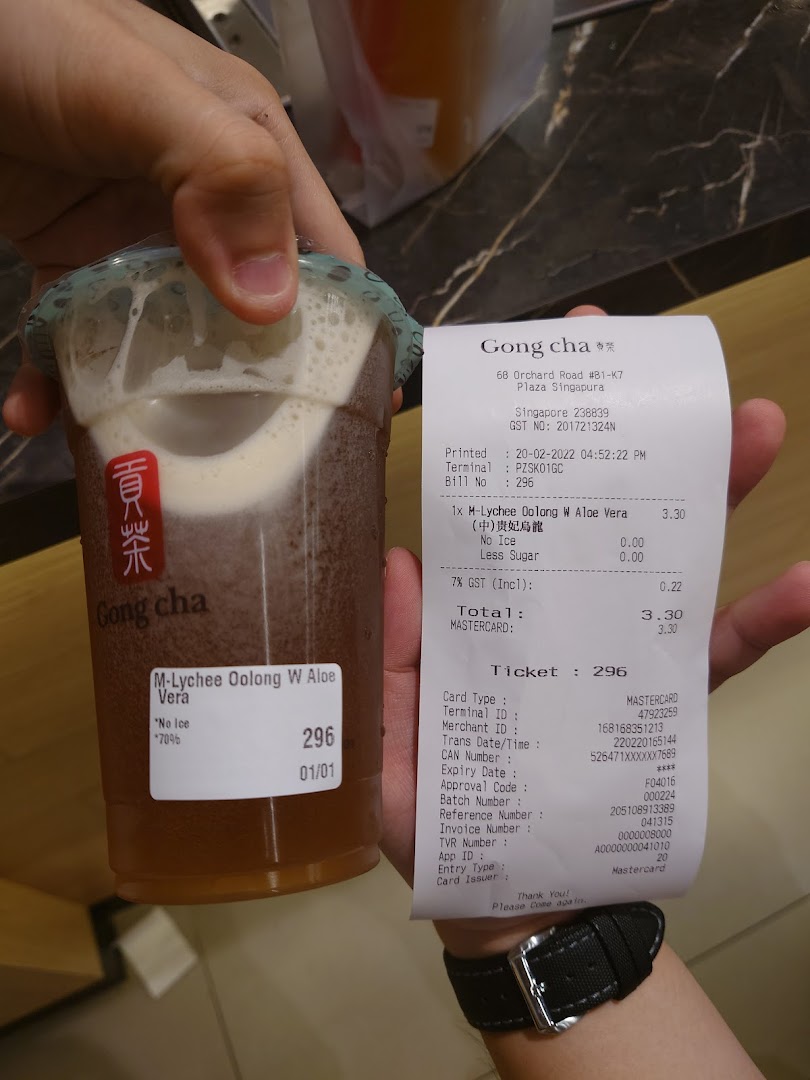 貢茶
Gong cha
M-Lychee Oolong W Aloe
Vera
*No Ice
*70%
296
01/01
Gong cha 貢茶
68 Orchard Road #B1-K7
Plaza Singapura
Singapore 238839
GST NO: 201721324N
Printed : 20-02-2022 04:52:22 PM
Terminal : PZSK01GC
Bill No : 296
1x M-Lychee Oolong W Aloe Vera 3.30
(中)貴妃烏龍
No Ice 0.00
Less Sugar 0.00
7% GST (Incl): 0.22
Total: 3.30
MASTERCARD: 3.30
Ticket : 296
Card Type : MASTERCARD
Terminal ID : 47923259
Merchant ID : 168168351213
Trans Date/Time : 220220165144
CAN Number : 526471XXXXXX7689
Expiry Date : ****
Approval Code : F04016
Batch Number : 000224
Reference Number : 205108913389
Invoice Number : 041315
TVR Number : 0000008000
App ID : A0000000041010
Entry Type : 20
Card Issuer : Mastercard
Thank You!
Please Come again.